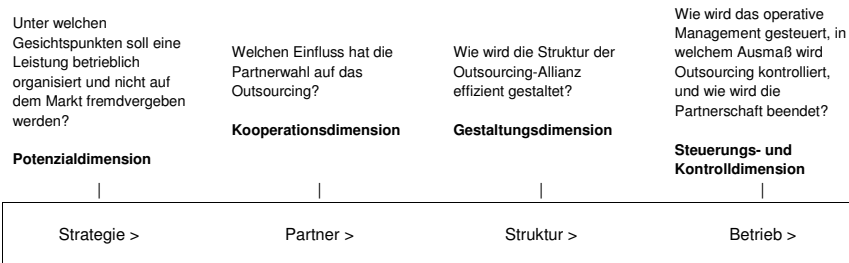 Unter welchen
Gesichtspunkten soll eine
Leistung betrieblich
organisiert und nicht auf
dem Markt fremdvergeben
werden?
Potenzialdimension
Welchen Einfluss hat die
Partnerwahl auf das
Outsourcing?
Kooperationsdimension
Wie wird die Struktur der
Outsourcing-Allianz
effizient gestaltet?
Gestaltungsdimension
Wie wird das operative
Management gesteuert, in
welchem Ausmaß wird
Outsourcing kontrolliert,
und wie wird die
Partnerschaft beendet?
Steuerungs- und
Kontrolldimension
Strategie >
Partner >
Struktur >
Betrieb >